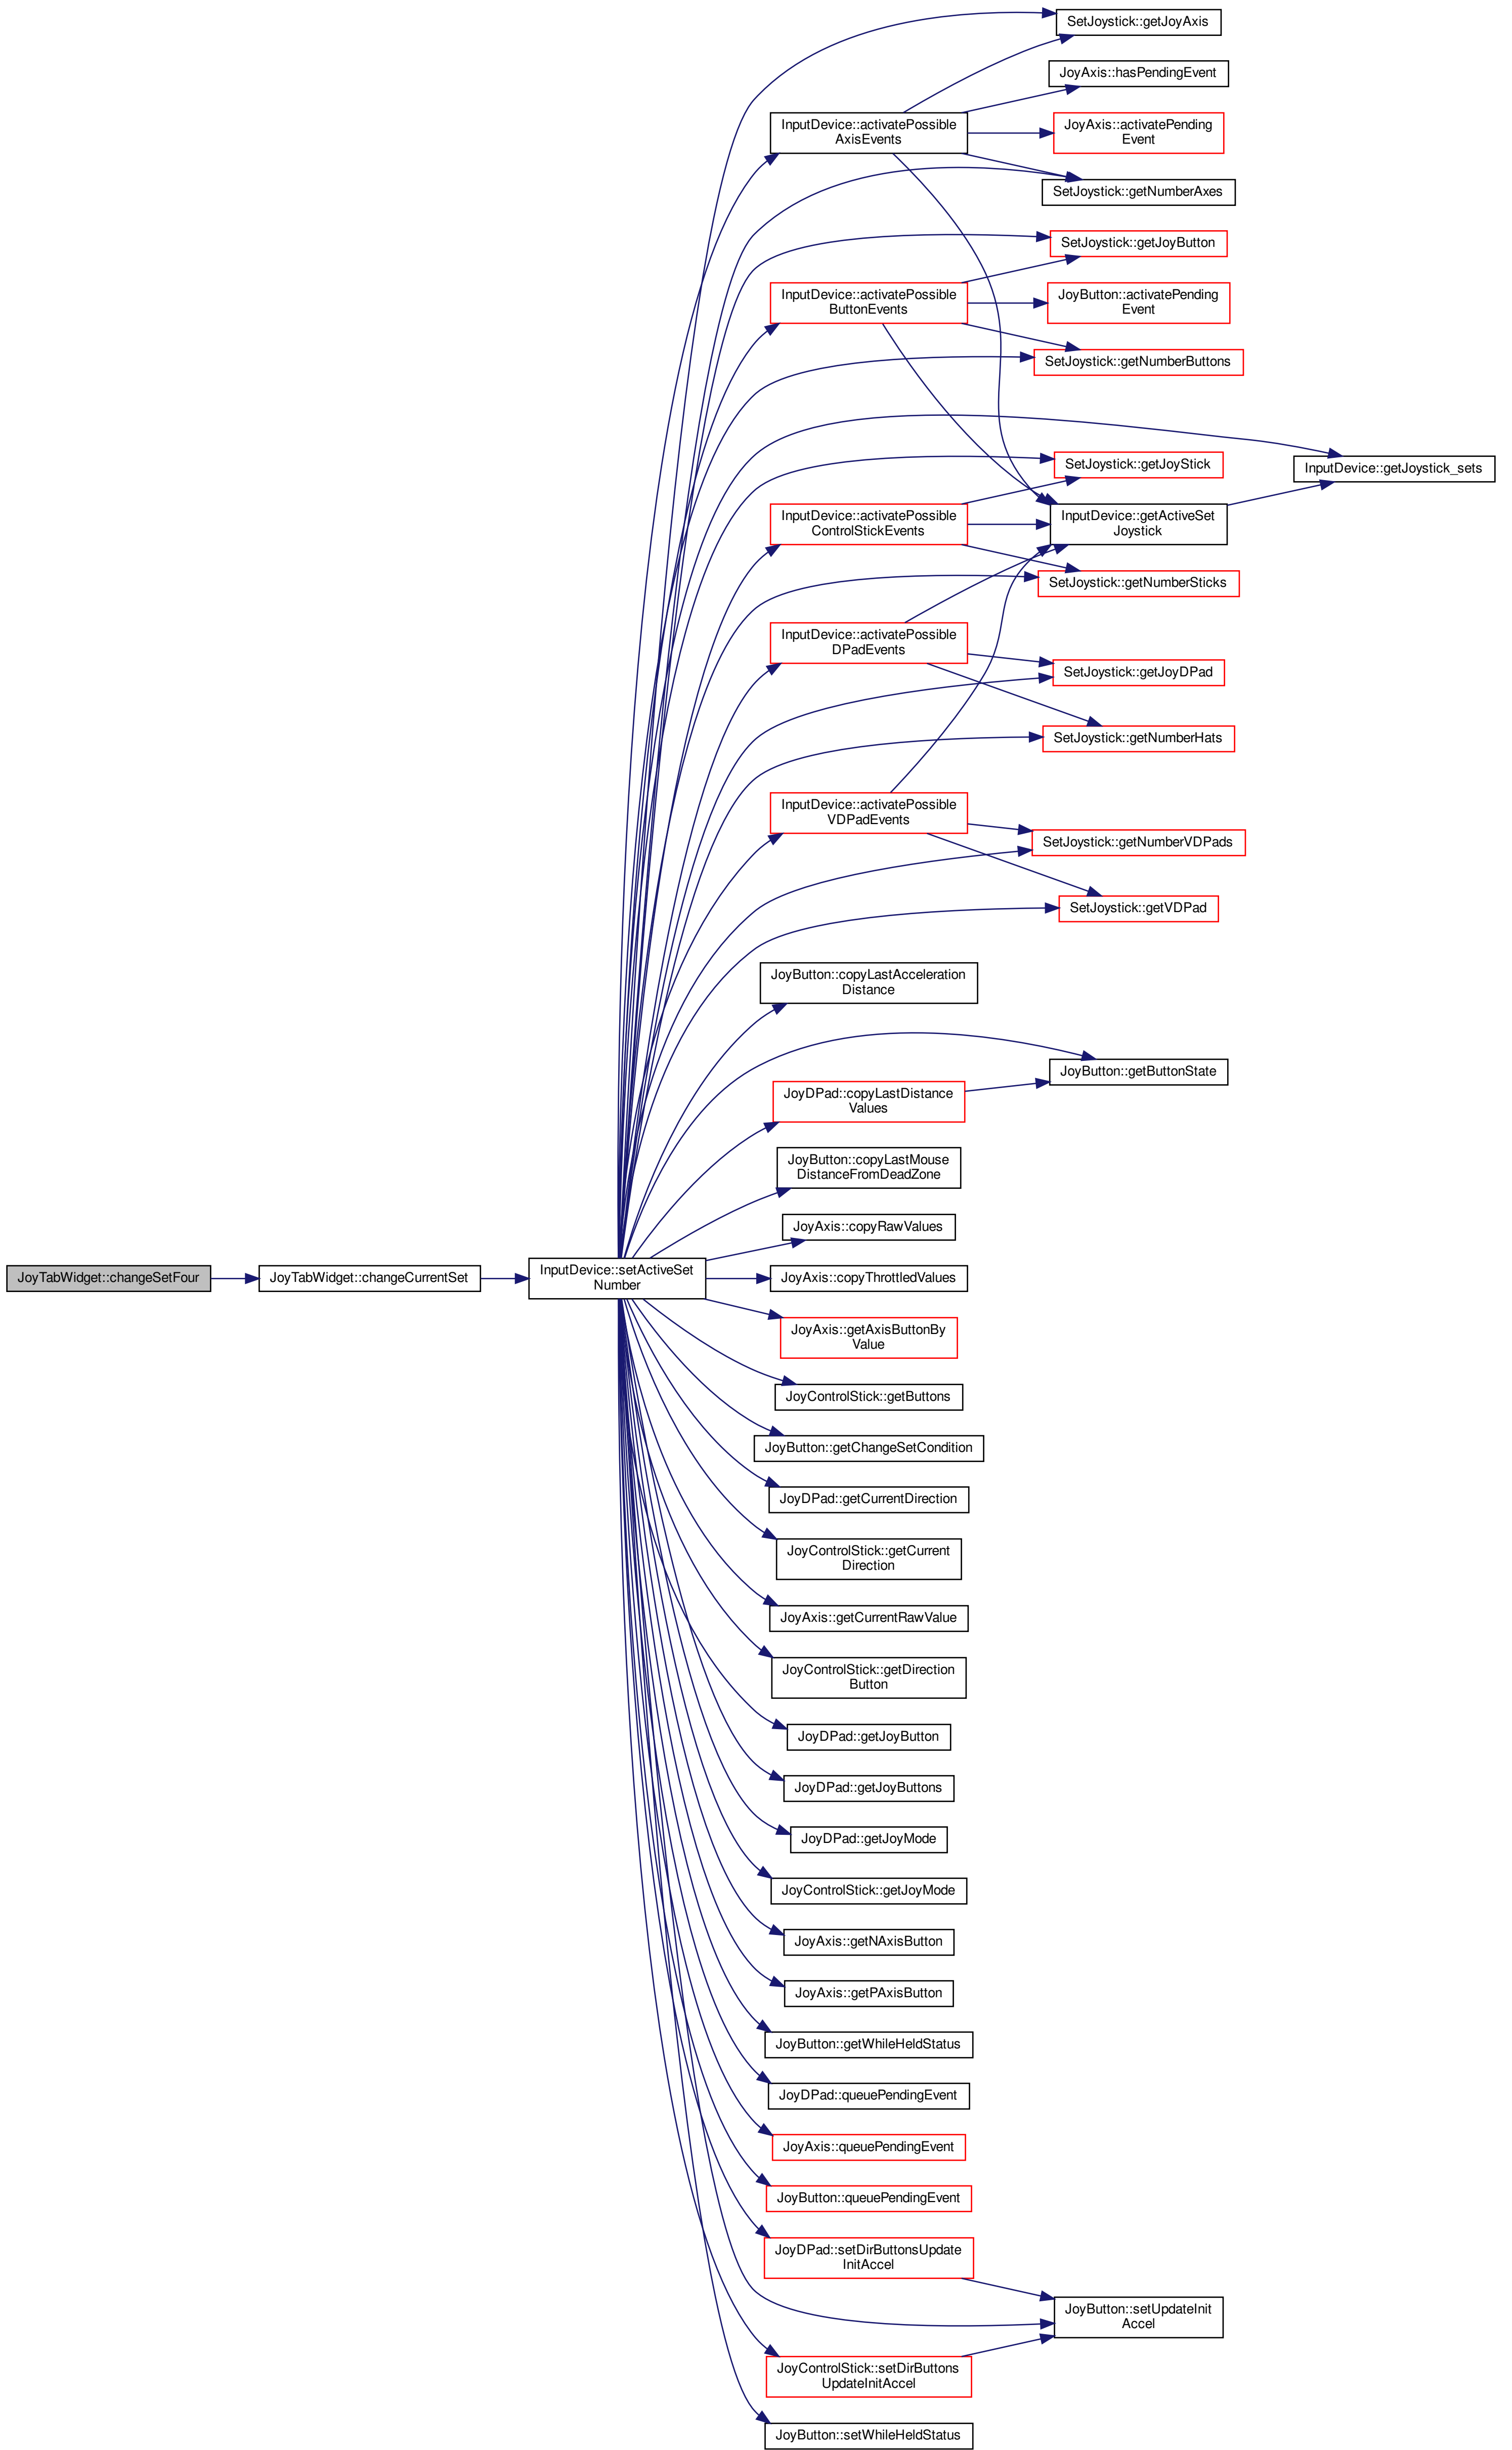 SetJoystick::getJoyAxis
JoyAxis::hasPendingEvent
InputDevice::activatePossible
AxisEvents
JoyAxis::activatePending
Event
SetJoystick::getNumberAxes
SetJoystick::getJoyButton
InputDevice::activatePossible
ButtonEvents
JoyButton::activatePending
Event
SetJoystick::getNumberButtons
SetJoystick::getJoyStick
InputDevice::getJoystick_sets
InputDevice::activatePossible
ControlStickEvents
InputDevice::getActiveSet
Joystick
SetJoystick::getNumberSticks
InputDevice::activatePossible
DPadEvents
SetJoystick::getJoyDPad
SetJoystick::getNumberHats
InputDevice::activatePossible
VDPadEvents
SetJoystick::getNumberVDPads
SetJoystick::getVDPad
JoyButton::copyLastAcceleration
Distance
JoyButton::getButtonState
JoyDPad::copyLastDistance
Values
JoyButton::copyLastMouse
DistanceFromDeadZone
JoyAxis::copyRawValues
JoyTabWidget::changeSetFour
JoyTabWidget::changeCurrentSet
InputDevice::setActiveSet
Number
JoyAxis::copyThrottledValues
JoyAxis::getAxisButtonBy
Value
JoyControlStick::getButtons
JoyButton::getChangeSetCondition
JoyDPad::getCurrentDirection
JoyControlStick::getCurrent
Direction
JoyAxis::getCurrentRawValue
JoyControlStick::getDirection
Button
JoyDPad::getJoyButton
JoyDPad::getJoyButtons
JoyDPad::getJoyMode
JoyControlStick::getJoyMode
JoyAxis::getNAxisButton
JoyAxis::getPAxisButton
JoyButton::getWhileHeldStatus
JoyDPad::queuePendingEvent
JoyAxis::queuePendingEvent
JoyButton::queuePendingEvent
JoyDPad::setDirButtonsUpdate
InitAccel
JoyButton::setUpdateInit
Accel
JoyControlStick::setDirButtons
UpdateInitAccel
JoyButton::setWhileHeldStatus